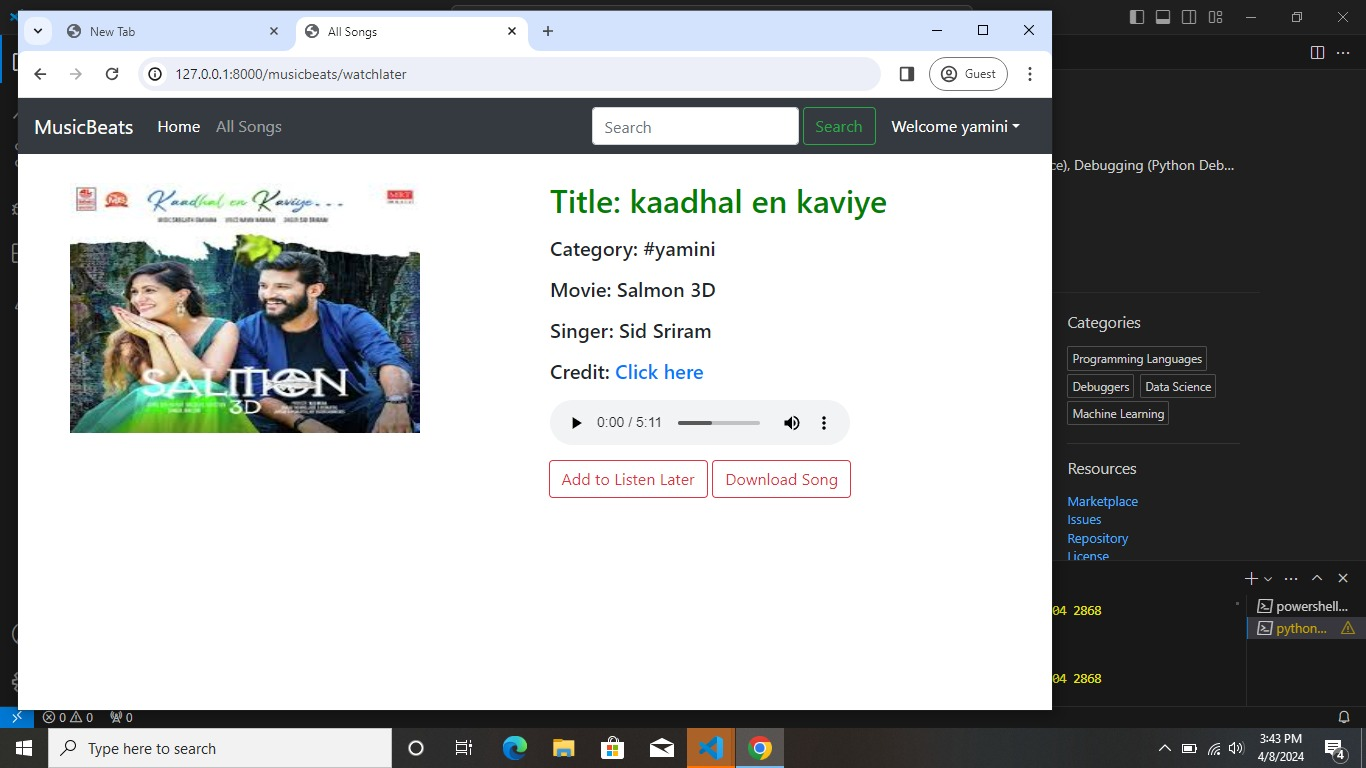 New Tab
All Songs
127.0.0.1:8000/musicbeats/watchlater
Guest
MusicBeats
Home
All Songs
Search
Search
Welcome yamini
Kaadhal en Kaviye...
SID SRIRAM
SALMON
3D
Title: kaadhal en kaviye
Category: #yamini
Movie: Salmon 3D
Singer: Sid Sriram
Credit: Click here
0:00 / 5:11
Add to Listen Later
Download Song
ce), Debugging (Python Deb...
Categories
Programming Languages
Debuggers
Data Science
Machine Learning
Resources
Marketplace
Issues
Repository
License
04 2868
04 2868
powershell...
python...
0
0
0
Type here to search
3:43 PM
4/8/2024
4